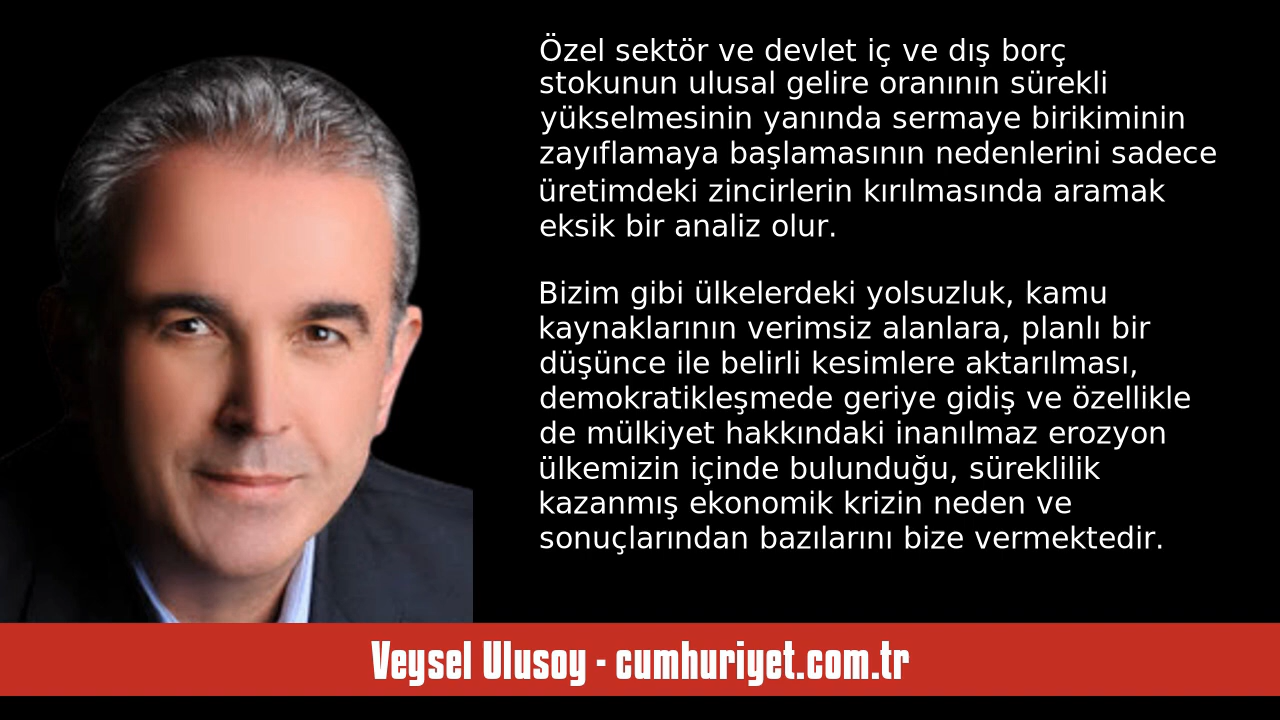 Özel sektör ve devlet iç ve dış borç
stokunun ulusal gelire oranının sürekli
yükselmesinin yanında sermaye birikiminin
zayıflamaya başlamasının nedenlerini sadece
üretimdeki zincirlerin kırılmasında aramak
eksik bir analiz olur.
Bizim gibi ülkelerdeki yolsuzluk, kamu
kaynaklarının verimsiz alanlara, planlı bir
düşünce ile belirli kesimlere aktarılması,
demokratikleşmede geriye gidiş ve özellikle
de mülkiyet hakkındaki inanılmaz erozyon
ülkemizin içinde bulunduğu, süreklilik
kazanmış ekonomik krizin neden ve
sonuçlarından bazılarını bize vermektedir.
Veysel Ulusoy - cumhuriyet.com.tr